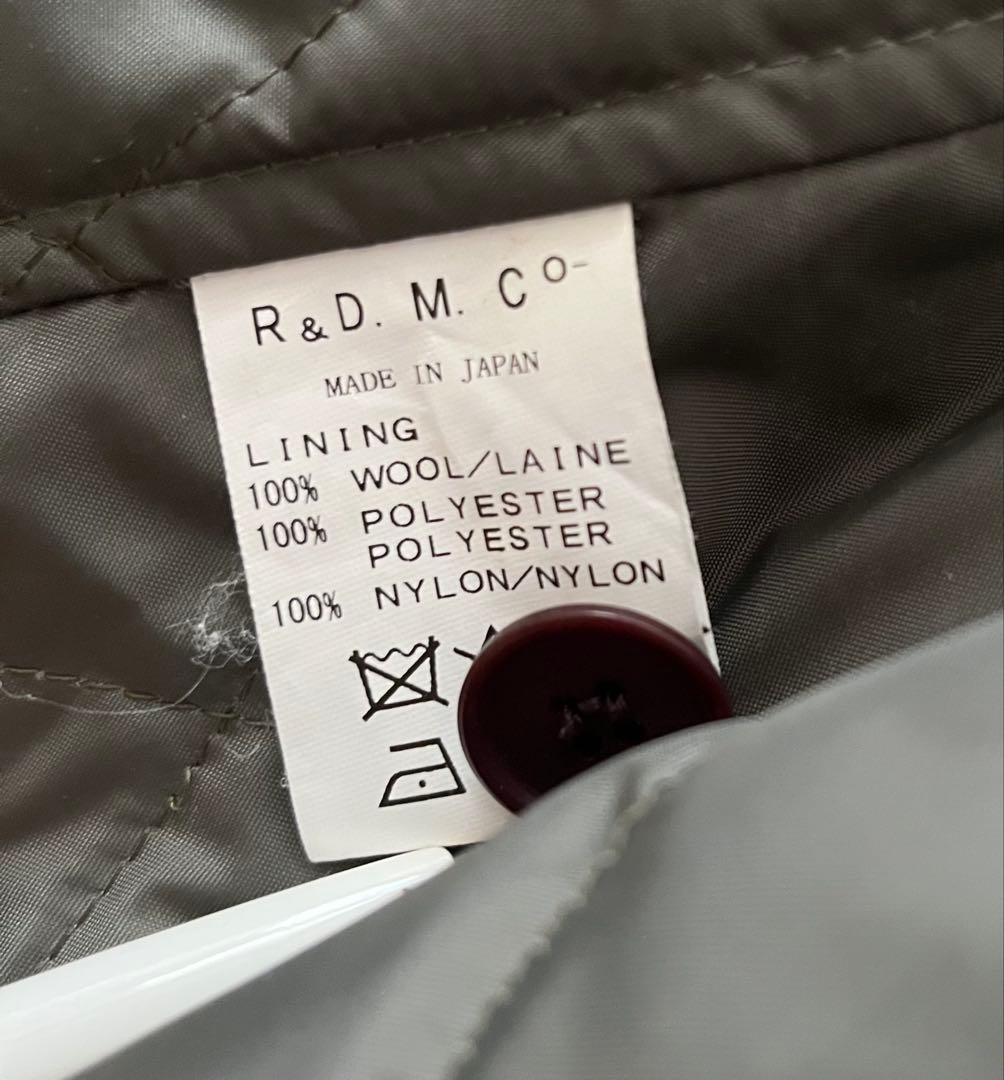 R & D. M. Co-
MADE IN JAPAN
LINING
100% WOOL/LAINE
100% POLYESTER
POLYESTER
100% NYLON/NYLON